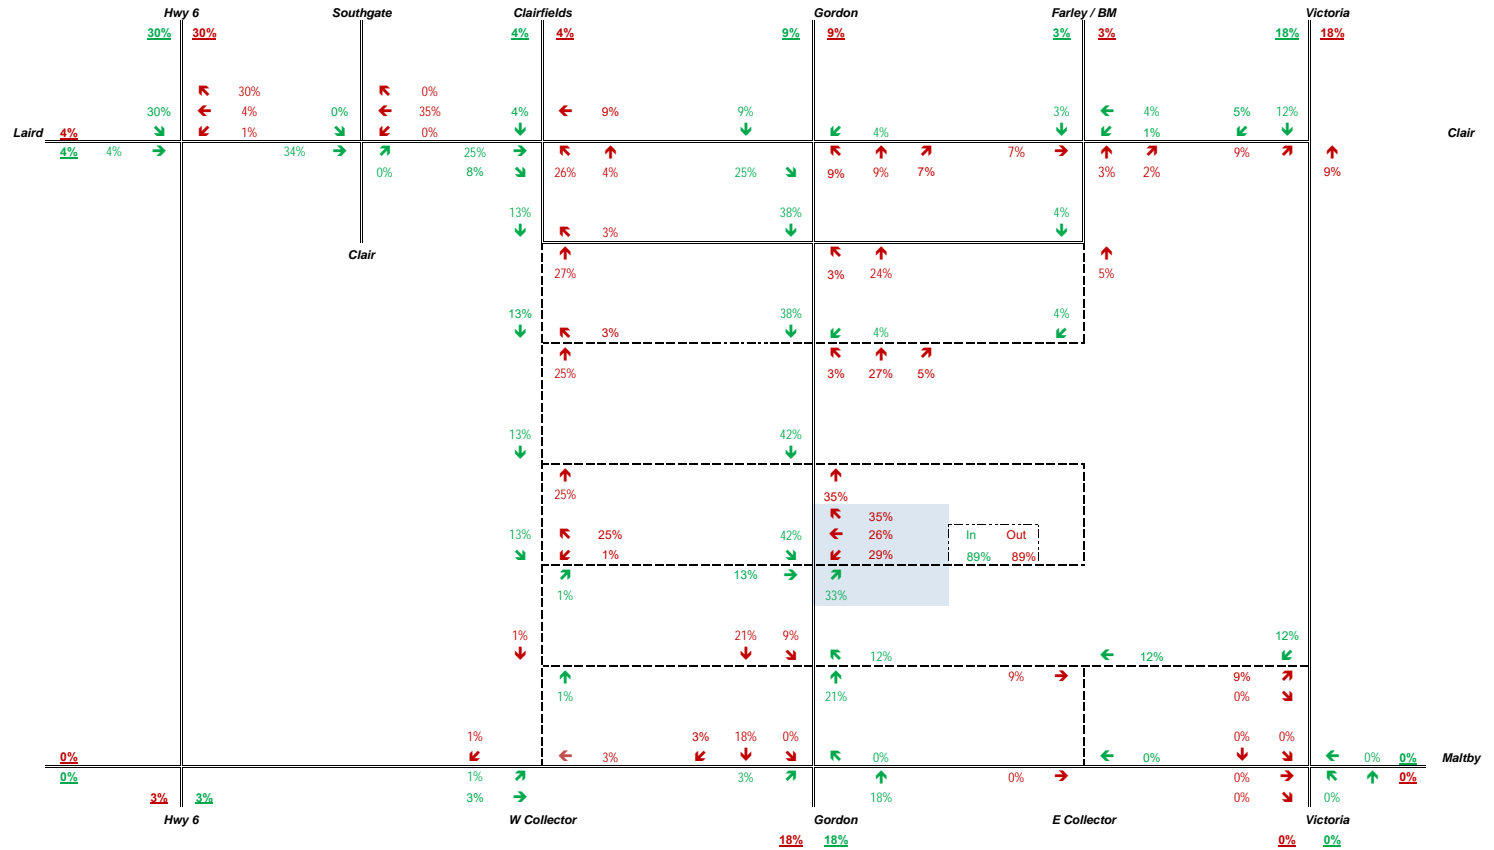 Hwy 6 Southgate Clairfields Gordon Farley / BM Victoria
30% 30% 4% 4% 9% 9% 3% 3% 18% 18%
30% 0%
30% 4% 0% 35% 4% 9% 9% 3% 4% 5% 12%
Laird 4% 1% 0% 4% 1% Clair
4% 4% 34% 25% 7% 9%
0% 8% 26% 4% 25% 9% 9% 7% 3% 2% 9%
13% 38% 4%
3%
Clair
27% 3% 24% 5%
13% 38% 4%
3% 4%
25% 3% 27% 5%
13% 42%
25% 35%
35%
13% 25% 42% 26% In Out
1% 29% 89% 89%
13%
1% 33%
1% 21% 9% 12%
12% 12%
9% 9%
1% 21% 0%
1% 3% 18% 0% 0% 0%
0% 3% 0% 0% 0% 0% Maltby
0% 1% 3% 0% 0% 0%
3% 3% 3% 18% 0% 0%
Hwy 6 W Collector Gordon E Collector Victoria
18% 18% 0% 0%